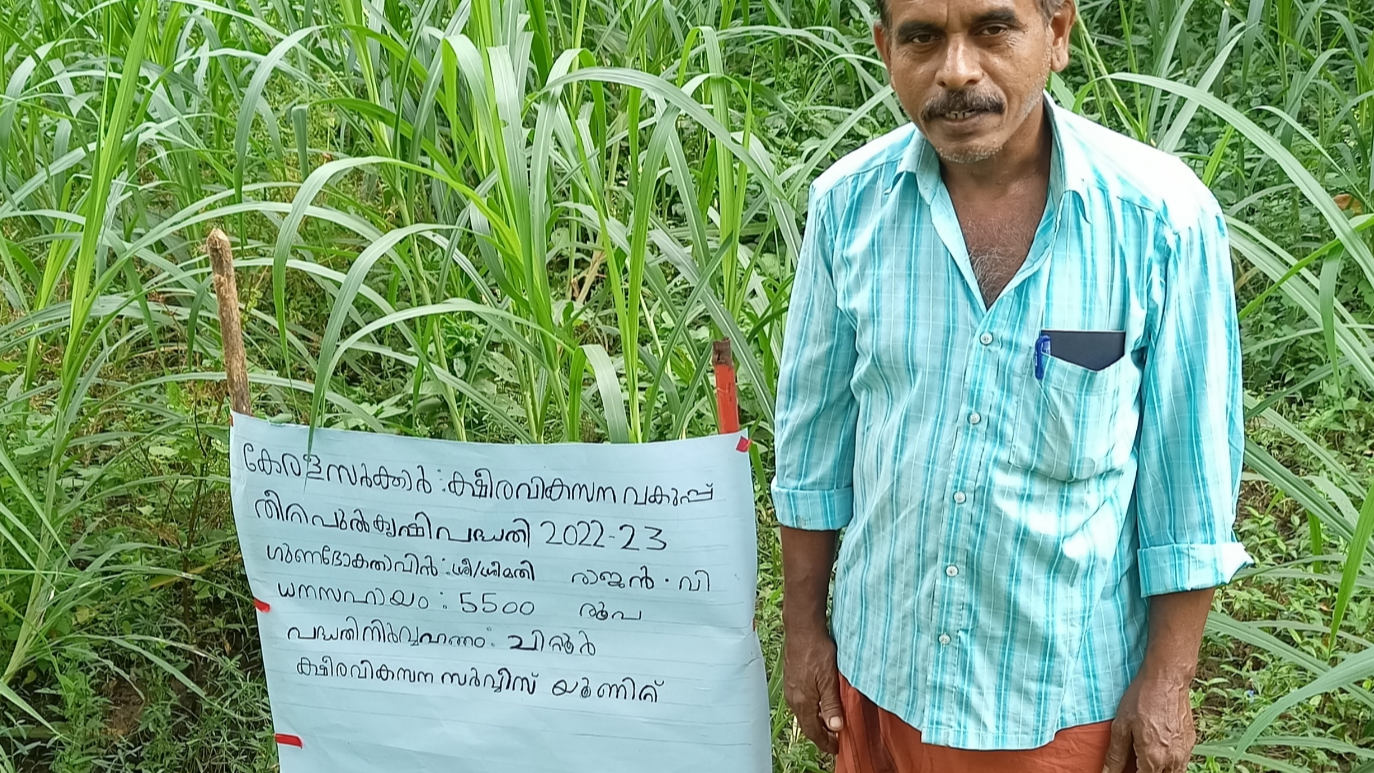 കേരളസർക്കാർ : ക്ഷീരവികസന വകുപ്പ്
തീറ്റപുൽകൃഷിപദ്ധതി 2022-23
ഗുണഭോക്താവിൻ : ശ്രീ/ശ്രീമതി രാജൻ . വി
ധനസഹായം : 5500 രൂപ
പദ്ധതിനിർവ്വഹണം : ചിറ്റൂർ
ക്ഷീരവികസന സർവ്വീസ് യൂണിറ്റ്